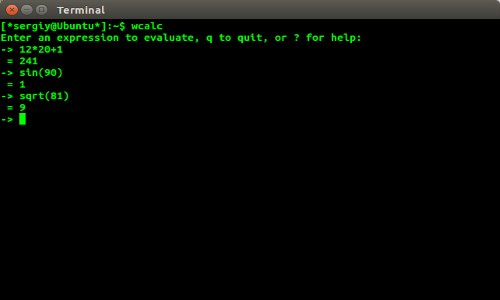 Terminal
[*sergiy@Ubuntu*]:~$ wcalc
Enter an expression to evaluate, q to quit, or ? for help:
-> 12*20+1
 = 241
-> sin(90)
 = 1
-> sqrt(81)
 = 9
->